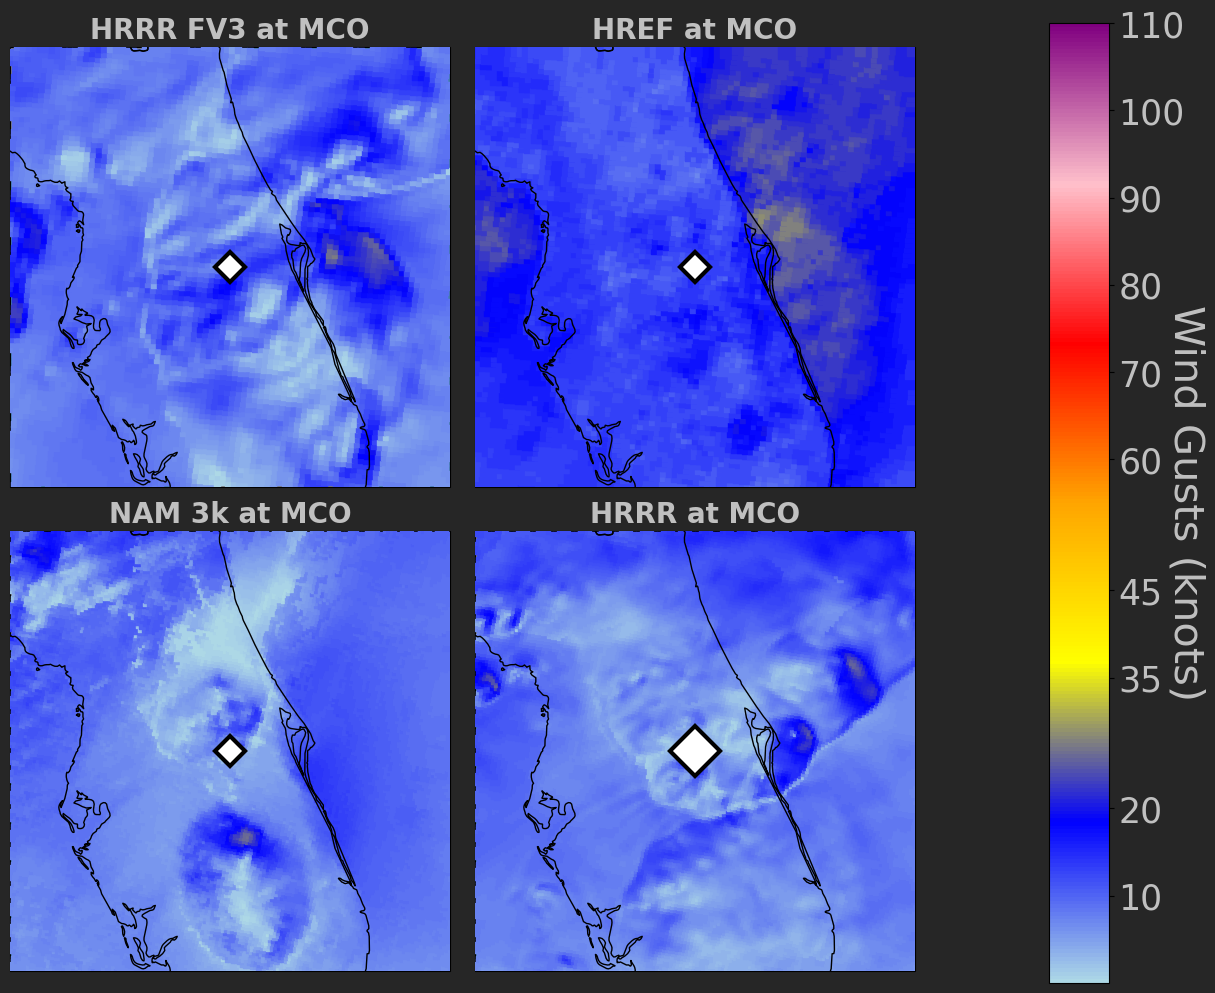 HRRR FV3 at MCO
HREF at MCO
NAM 3k at MCO
HRRR at MCO
110
100
90
80
70
60
45
35
20
10
Wind Gusts (knots)